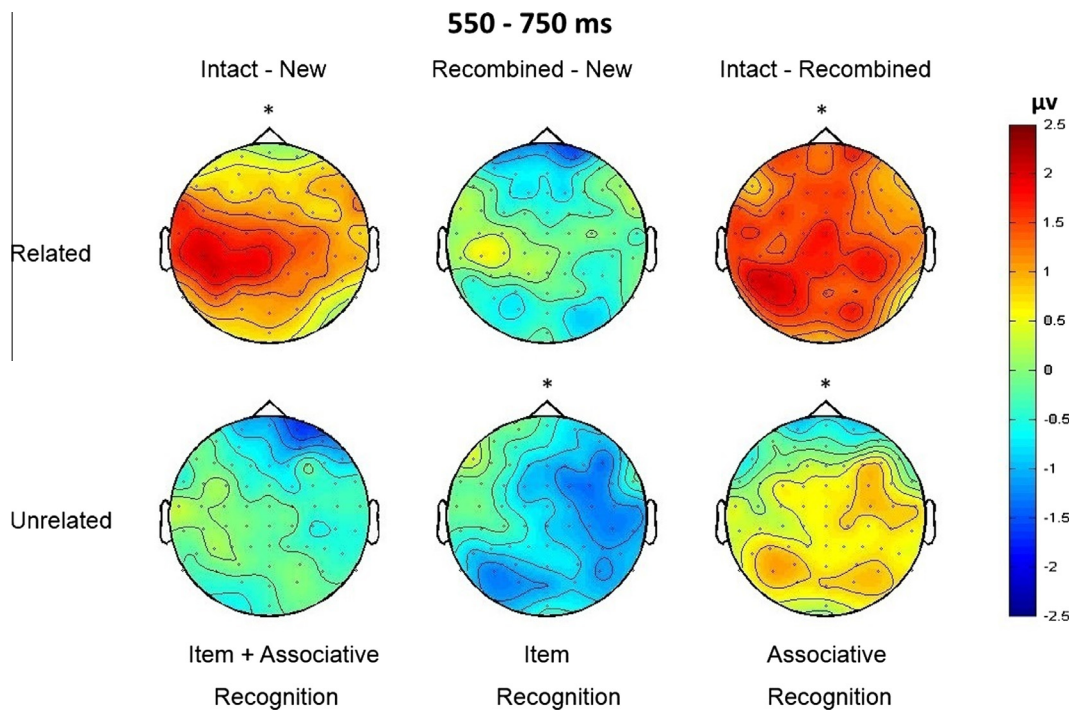 550 - 750 ms
Intact - New
Recombined - New
Intact - Recombined
*
*
μv
2.5
2
1.5
1
0.5
0
-0.5
-1
-1.5
-2
-2.5
Related
*
*
Unrelated
Item + Associative
Recognition
Item
Recognition
Associative
Recognition